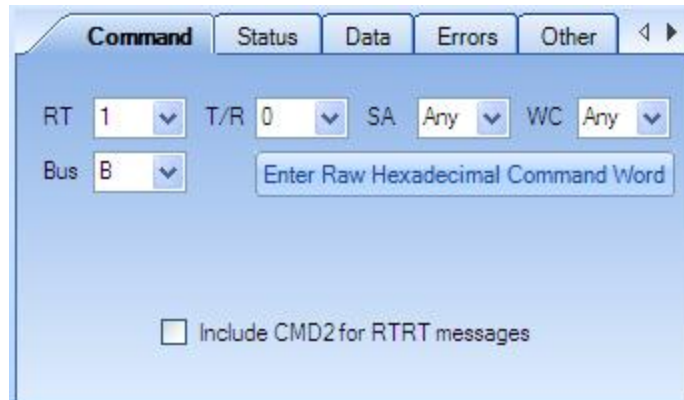 Command Status Data Errors Other
RT 1 T/R 0 SA Any WC Any
Bus B Enter Raw Hexadecimal Command Word
Include CMD2 for RTRT messages